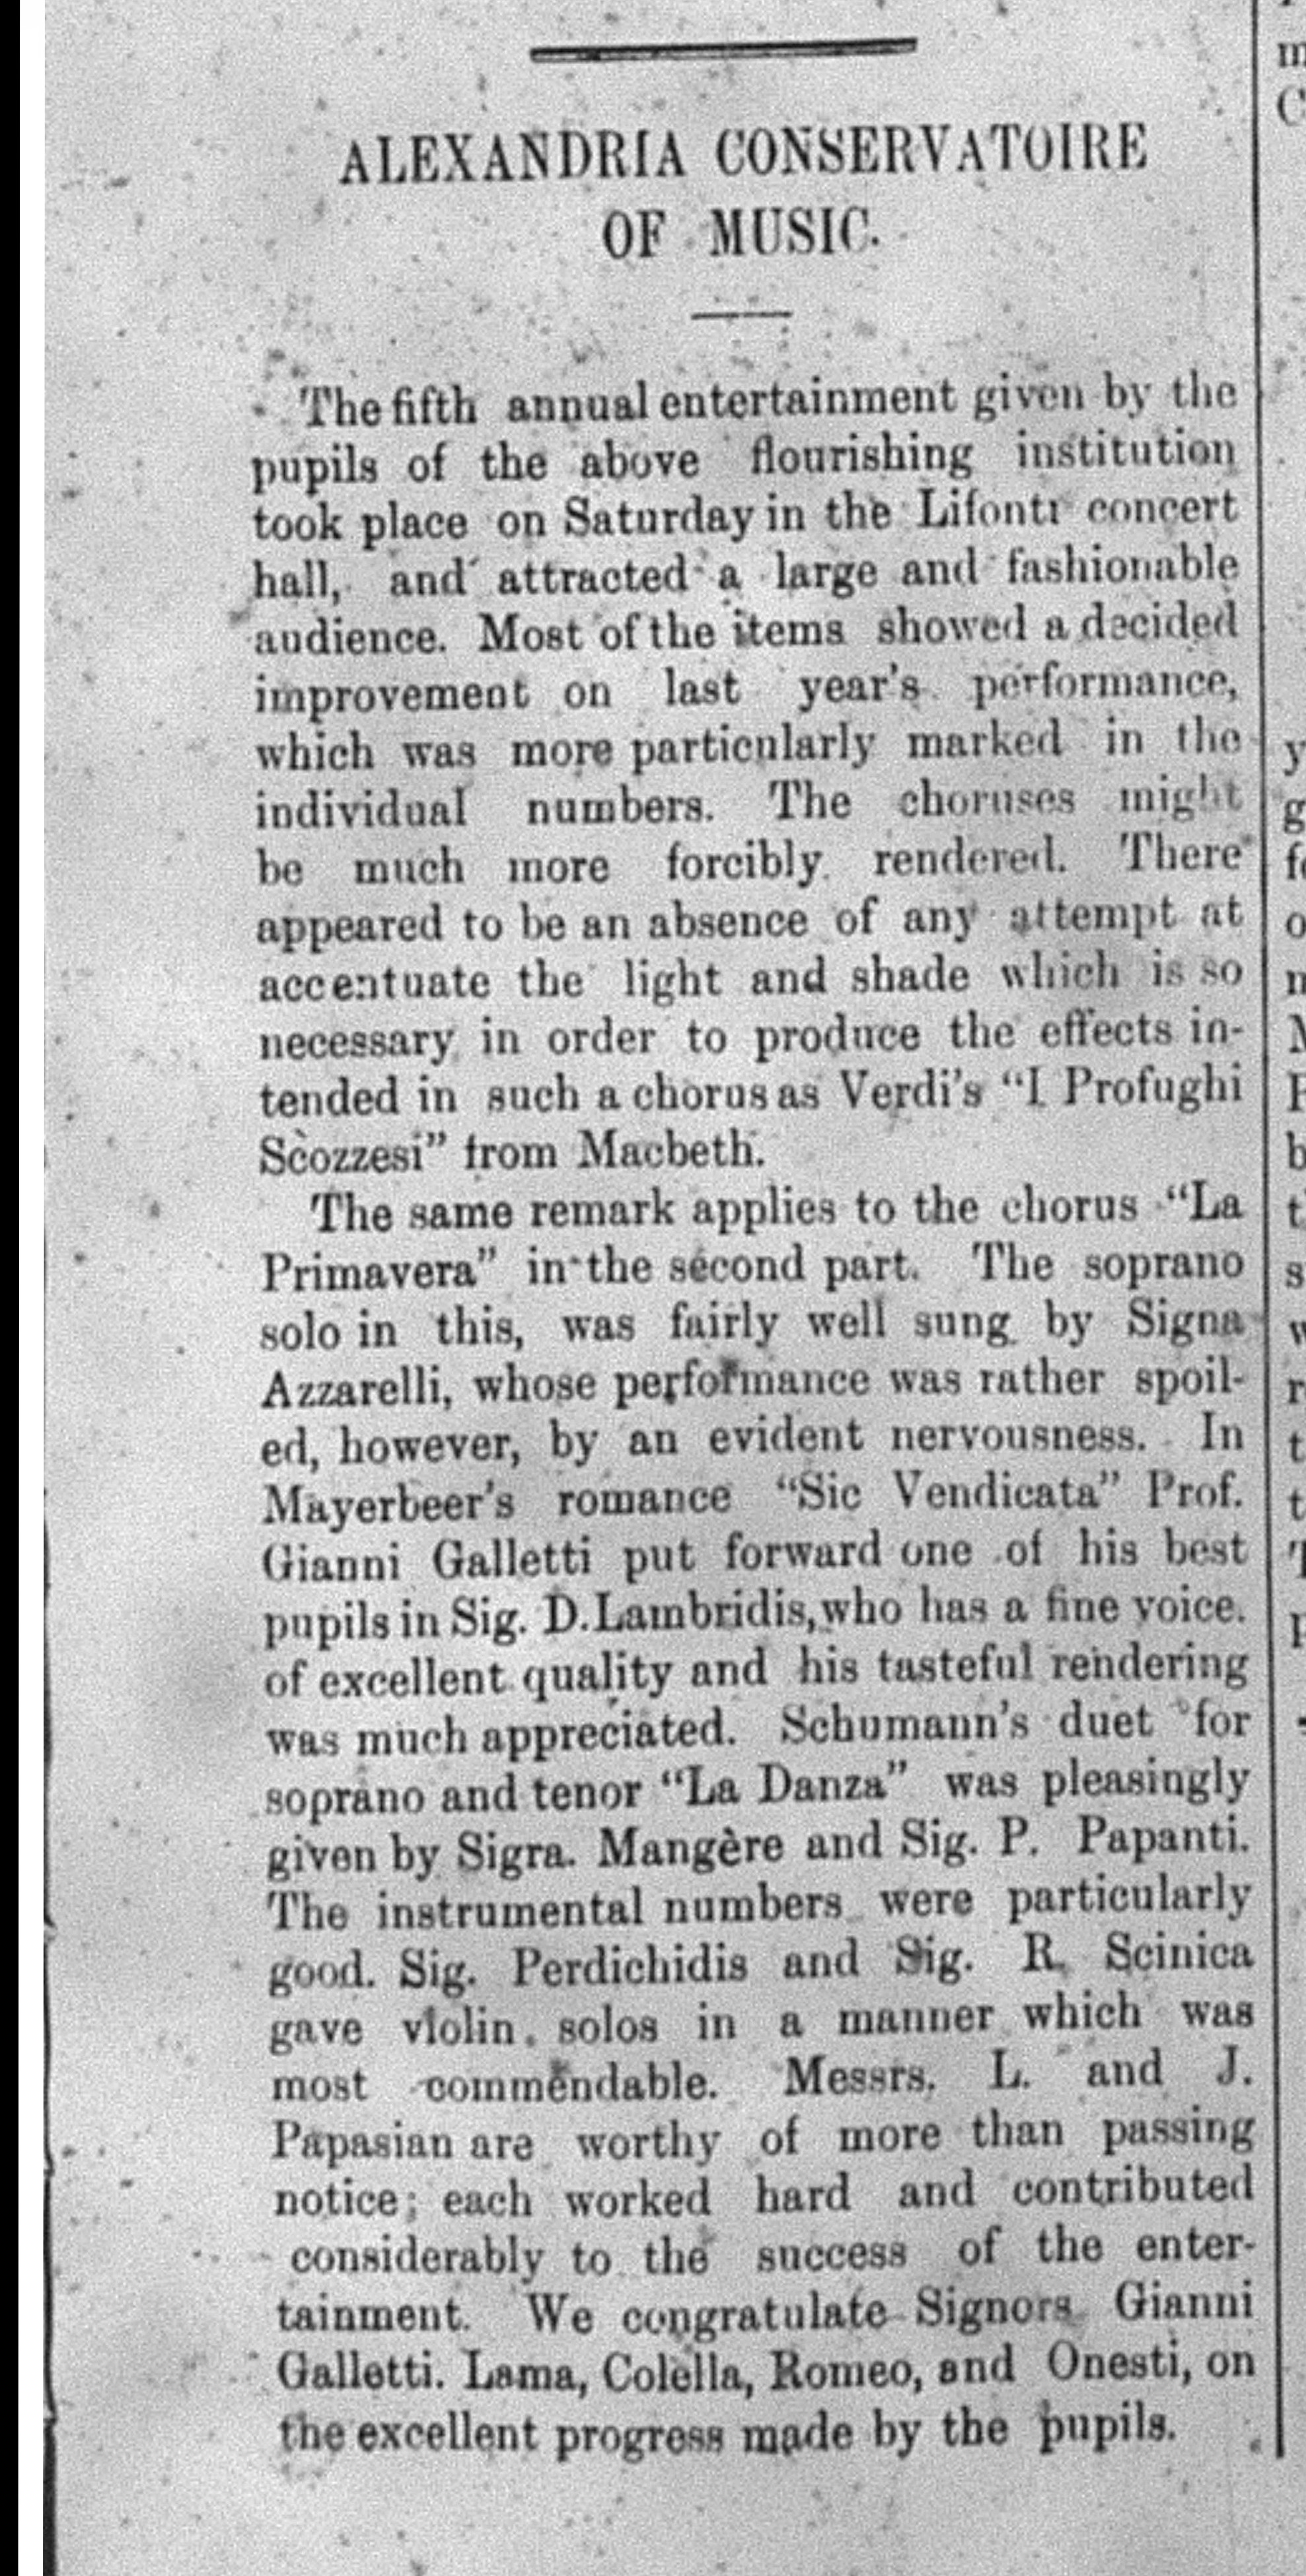 ALEXANDRIA CONSERVATOIRE
OF MUSIC.
The fifth annual entertainment given by the
pupils of the above flourishing institution
took place on Saturday in the Lifonti concert
hall, and attracted a large and fashionable
audience. Most of the items showed a decided
improvement on last year's performance,
which was more particularly marked in the
individual numbers. The choruses might
be much more forcibly rendered. There
appeared to be an absence of any attempt at
accentuate the light and shade which is so
necessary in order to produce the effects in-
tended in such a chorus as Verdi's "I Profughi
Scozzesi" from Macbeth.
The same remark applies to the chorus "La
Primavera" in the second part. The soprano
solo in this, was fairly well sung by Signa
Azzarelli, whose performance was rather spoil-
ed, however, by an evident nervousness. In
Mayerbeer's romance "Sic Vendicata" Prof.
Gianni Galletti put forward one of his best
pupils in Sig. D. Lambridis, who has a fine voice.
of excellent quality and his tasteful rendering
was much appreciated. Schumann's duet for
soprano and tenor "La Danza" was pleasingly
given by Sigra. Mangère and Sig. P. Papanti.
The instrumental numbers were particularly
good. Sig. Perdichidis and Sig. R. Scinica
gave violin solos in a manner which was
most commendable. Messrs. L. and J.
Papasian are worthy of more than passing
notice; each worked hard and contributed
considerably to the success of the enter-
tainment. We congratulate Signors Gianni
Galletti. Lama, Colella, Romeo, and Onesti, on
the excellent progress made by the pupils.